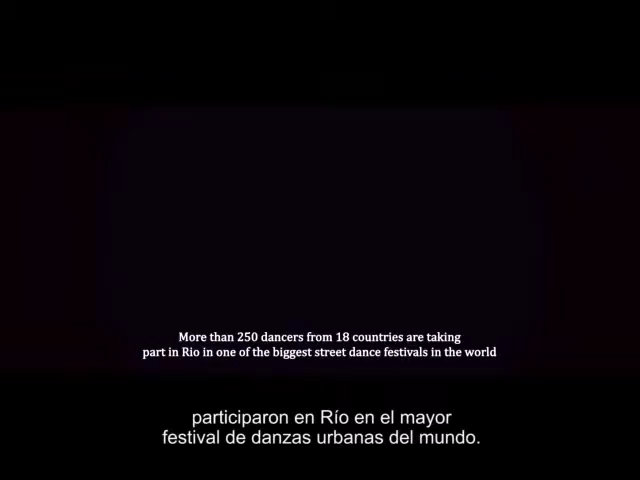 More than 250 dancers from 18 countries are taking
part in Rio in one of the biggest street dance festivals in the world
participaron en Río en el mayor
festival de danzas urbanas del mundo.